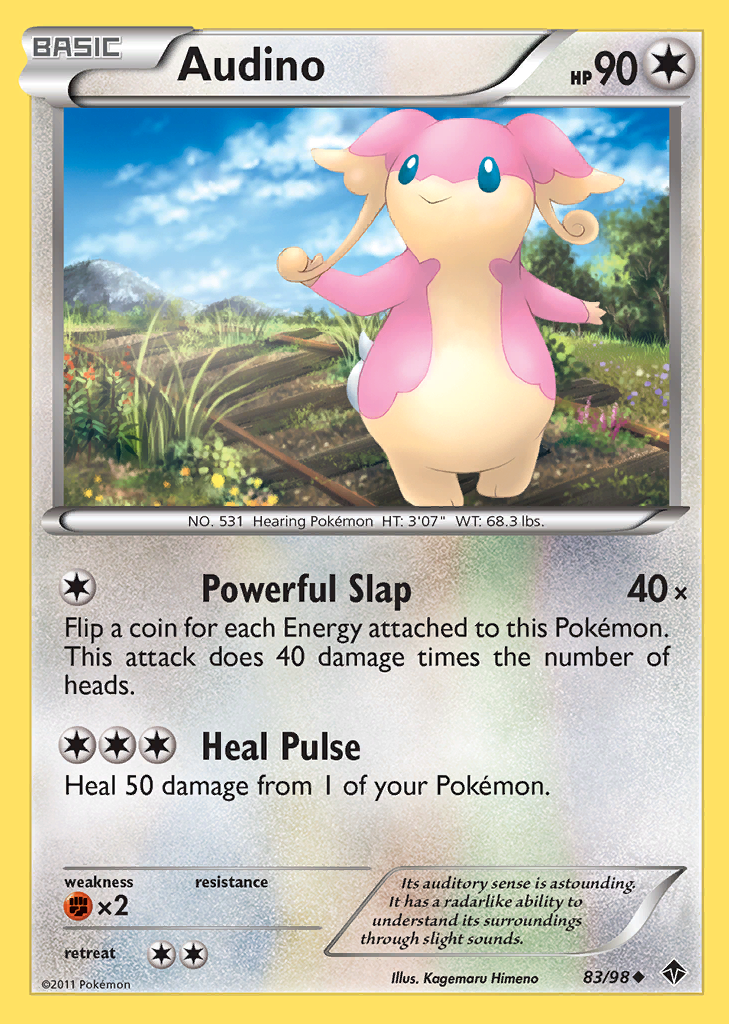 BASIC
Audino
HP 90
NO. 531 Hearing Pokémon HT: 3'07" WT: 68.3 lbs.
Powerful Slap 40×
Flip a coin for each Energy attached to this Pokémon.
This attack does 40 damage times the number of
heads.
Heal Pulse
Heal 50 damage from 1 of your Pokémon.
weakness resistance
×2
retreat
Its auditory sense is astounding.
It has a radarlike ability to
understand its surroundings
through slight sounds.
©2011 Pokémon
Illus. Kagemaru Himeno
83/98